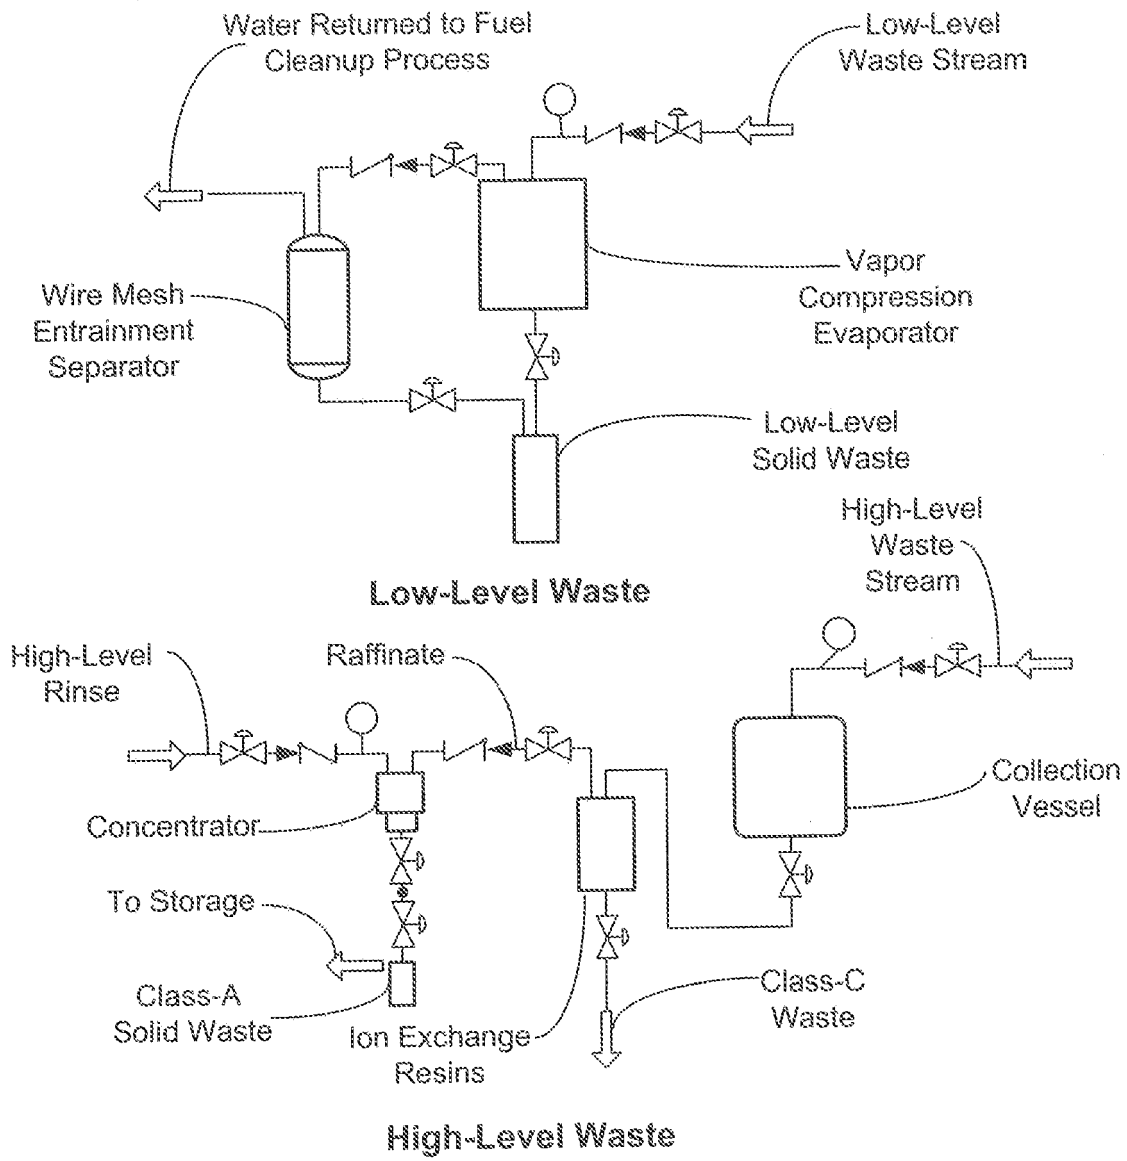 Water Returned to Fuel
Cleanup Process
Low-Level
Waste Stream
Wire Mesh
Entrainment
Separator
Vapor
Compression
Evaporator
Low-Level
Solid Waste
Low-Level Waste
High-Level
Waste
Stream
High-Level
Rinse
Raffinate
Collection
Vessel
Concentrator
To Storage
Class-A
Solid Waste
Ion Exchange
Resins
Class-C
Waste
High-Level Waste